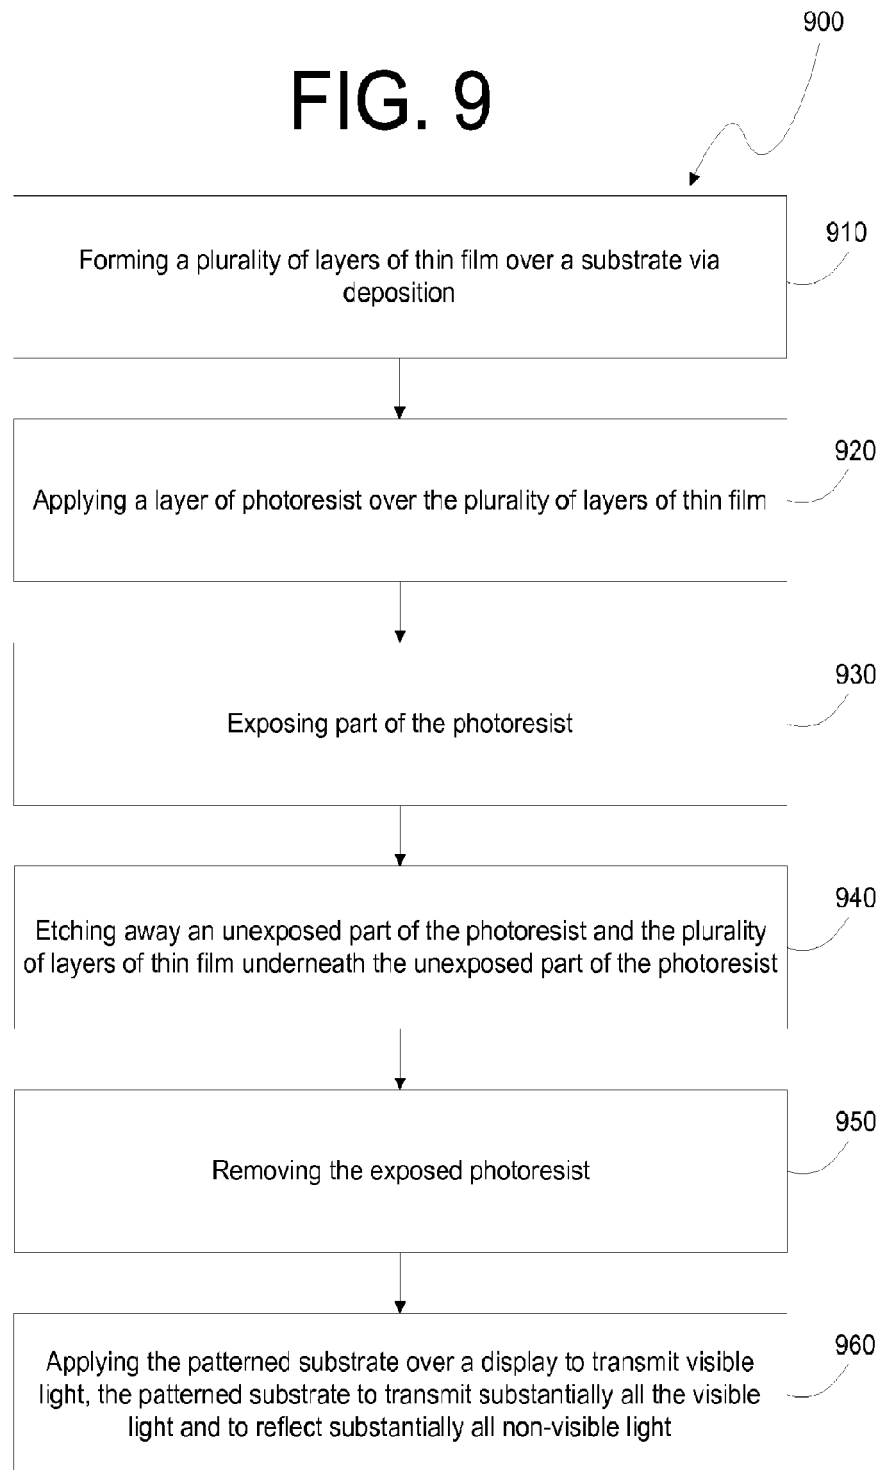 900
FIG. 9
910
Forming a plurality of layers of thin film over a substrate via
deposition
920
Applying a layer of photoresist over the plurality of layers of thin film
930
Exposing part of the photoresist
940
Etching away an unexposed part of the photoresist and the plurality
of layers of thin film underneath the unexposed part of the photoresist
950
Removing the exposed photoresist
960
Applying the patterned substrate over a display to transmit visible
light, the patterned substrate to transmit substantially all the visible
light and to reflect substantially all non-visible light